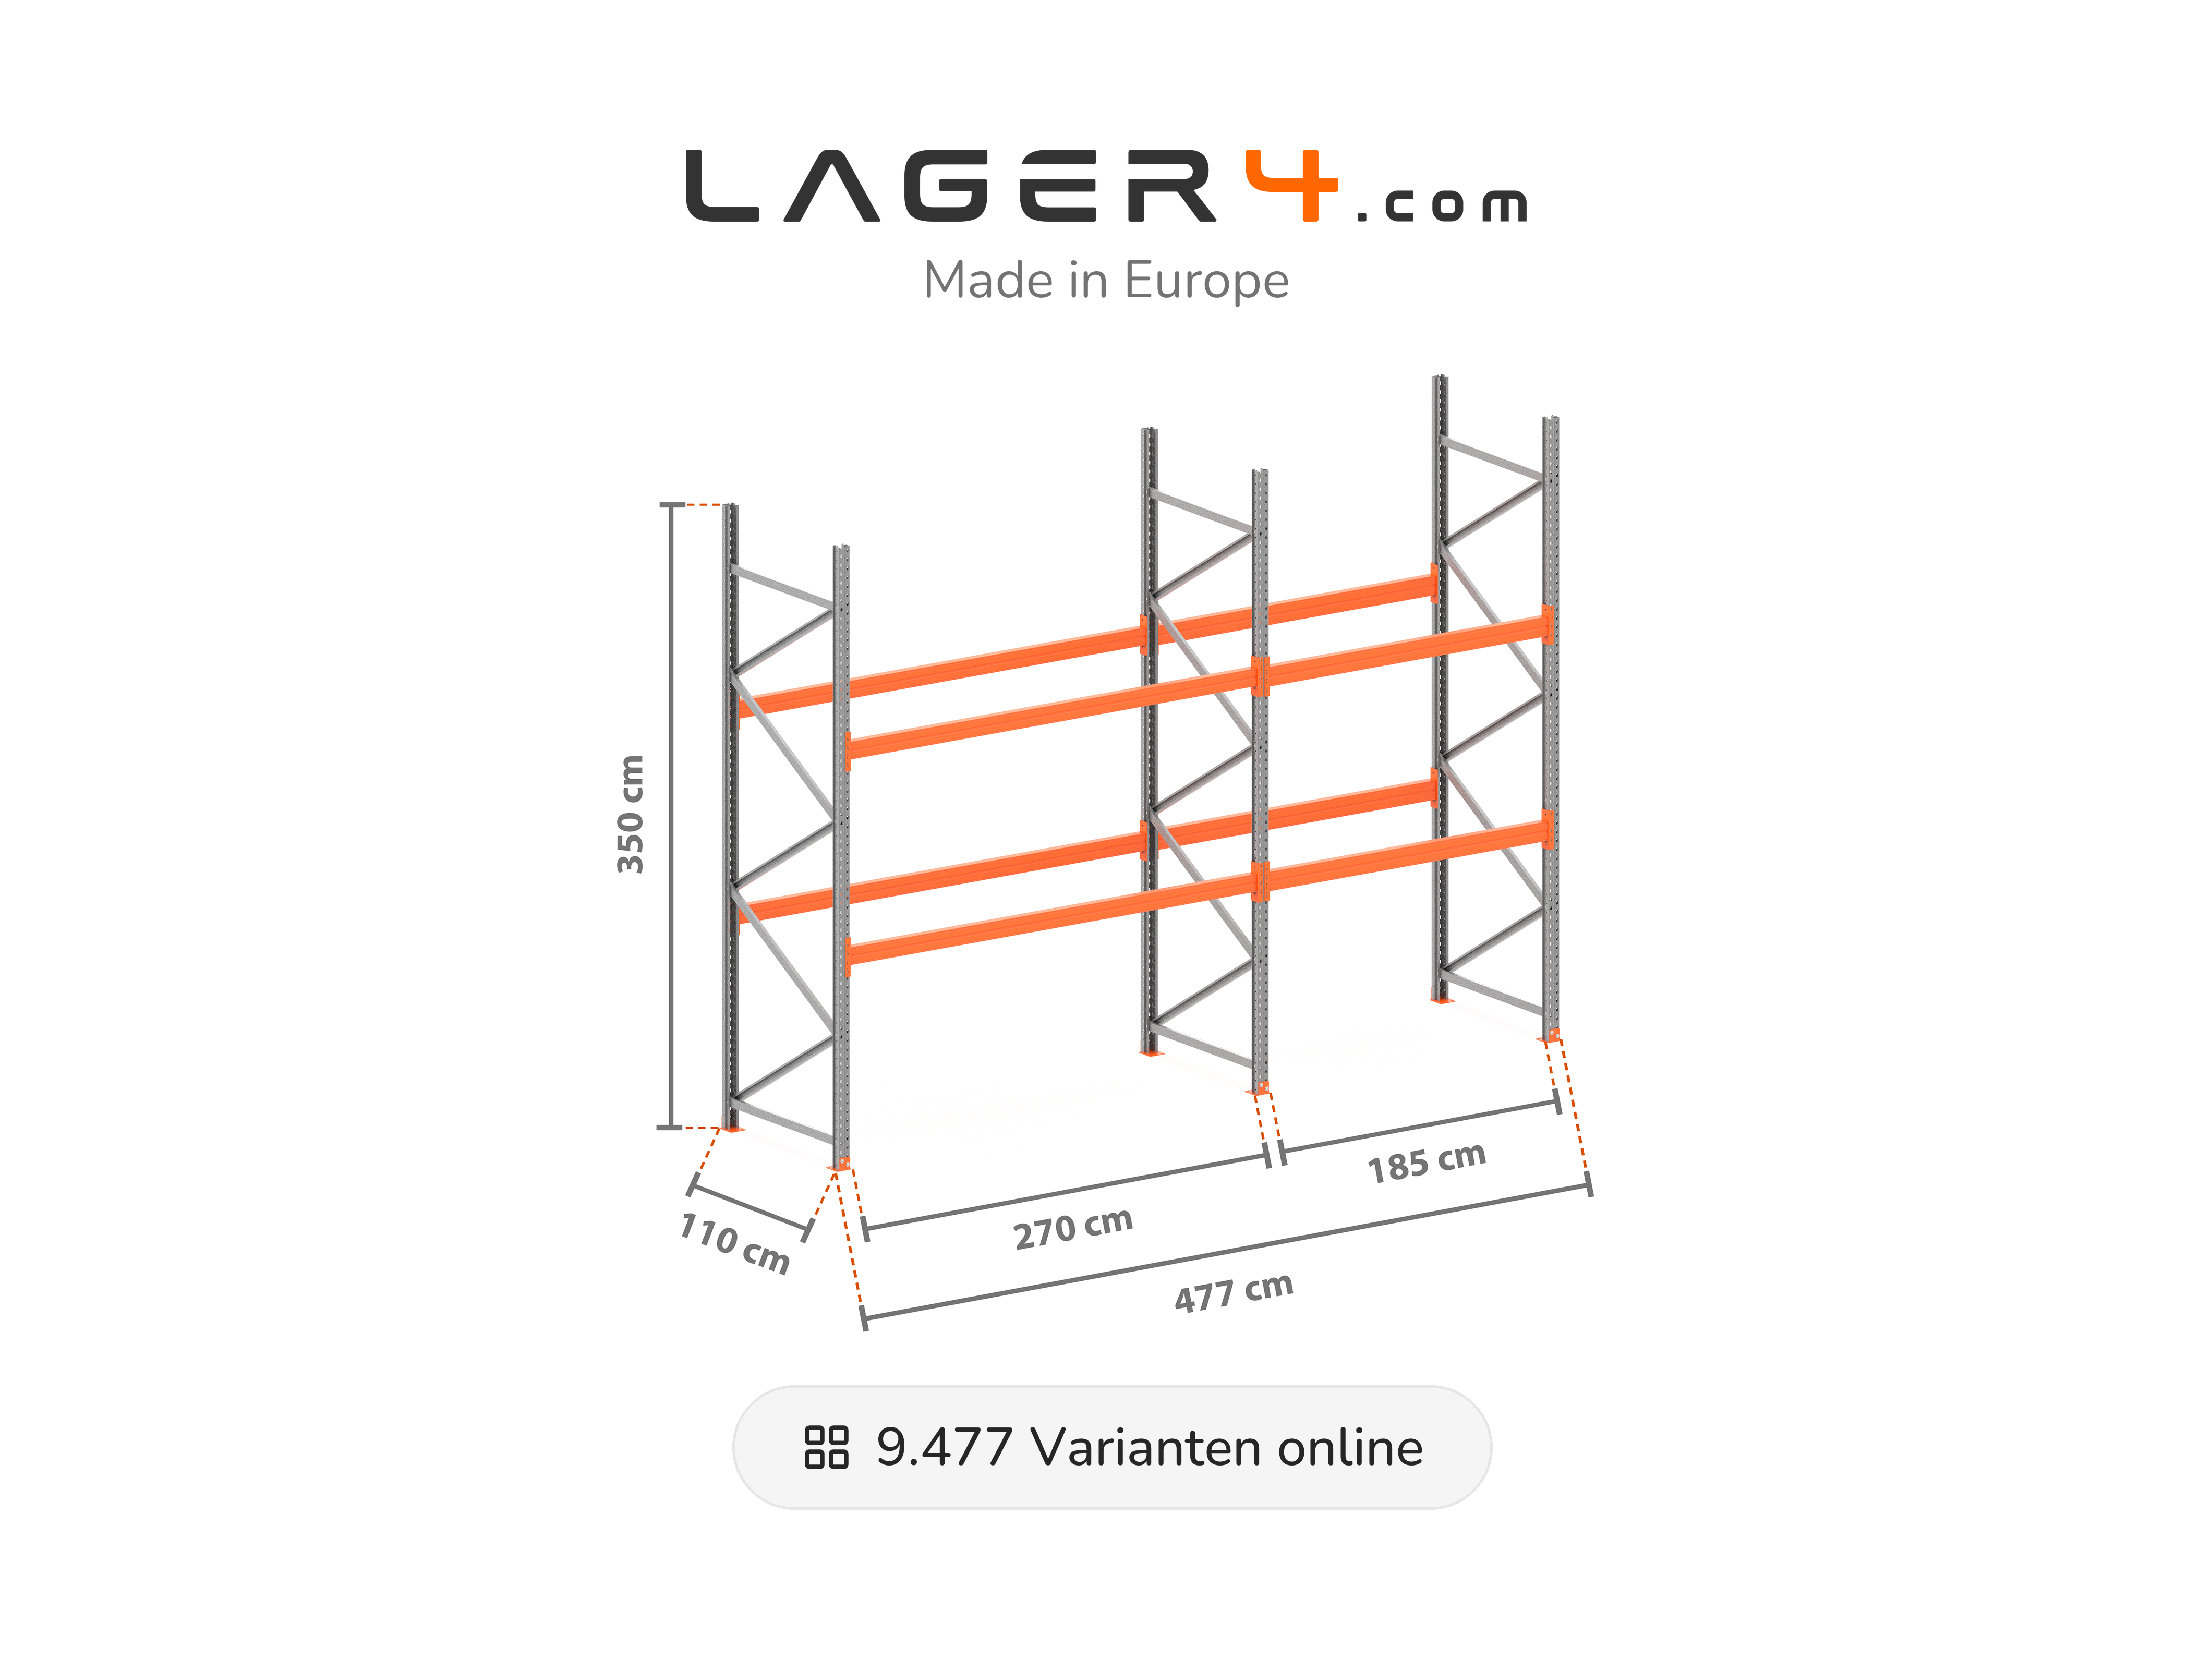 LAGER4.com
Made in Europe
350 cm
110 cm
270 cm
185 cm
477 cm
9.477 Varianten online